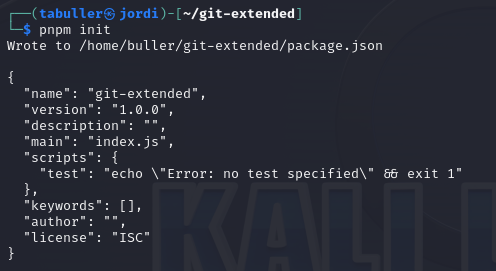 ┌──(tabuller㉿jordi)-[~/git-extended]
└─$ pnpm init
Wrote to /home/buller/git-extended/package.json

{
  "name": "git-extended",
  "version": "1.0.0",
  "description": "",
  "main": "index.js",
  "scripts": {
    "test": "echo \"Error: no test specified\" && exit 1"
  },
  "keywords": [],
  "author": "",
  "license": "ISC"
}
KALI